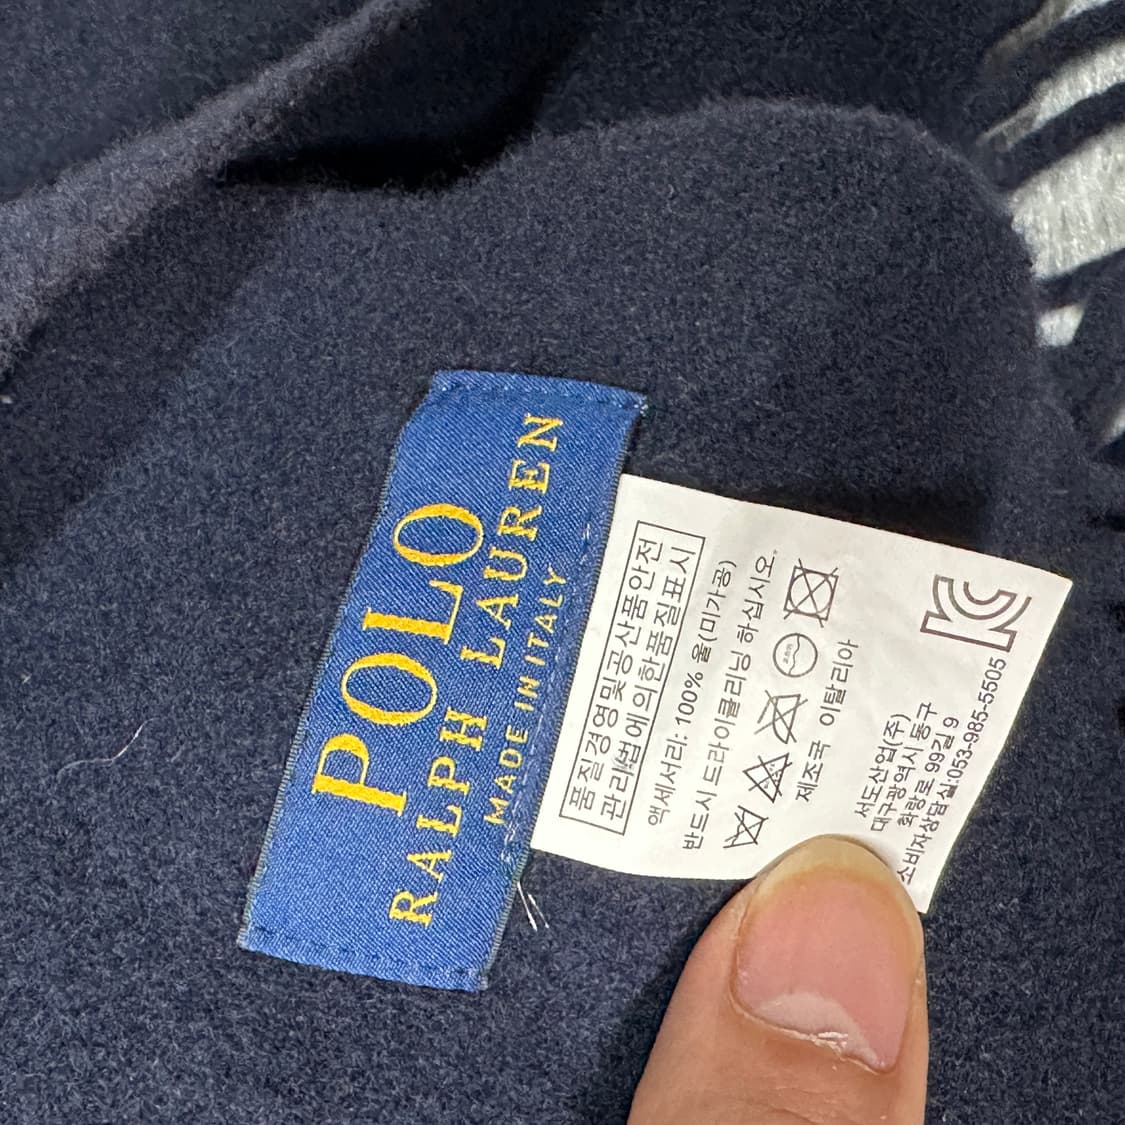 POLO
RALPH LAUREN
MADE IN ITALY
품질경영및공산품안전
관리법에 의한품질표시
액세서리: 100% 울(미가공)
반드시 드라이클리닝 하십시오.
제조국 이탈리아
서도산업(주)
대구광역시 동구
화랑로 99길 9
소비자상담실:053-985-5505